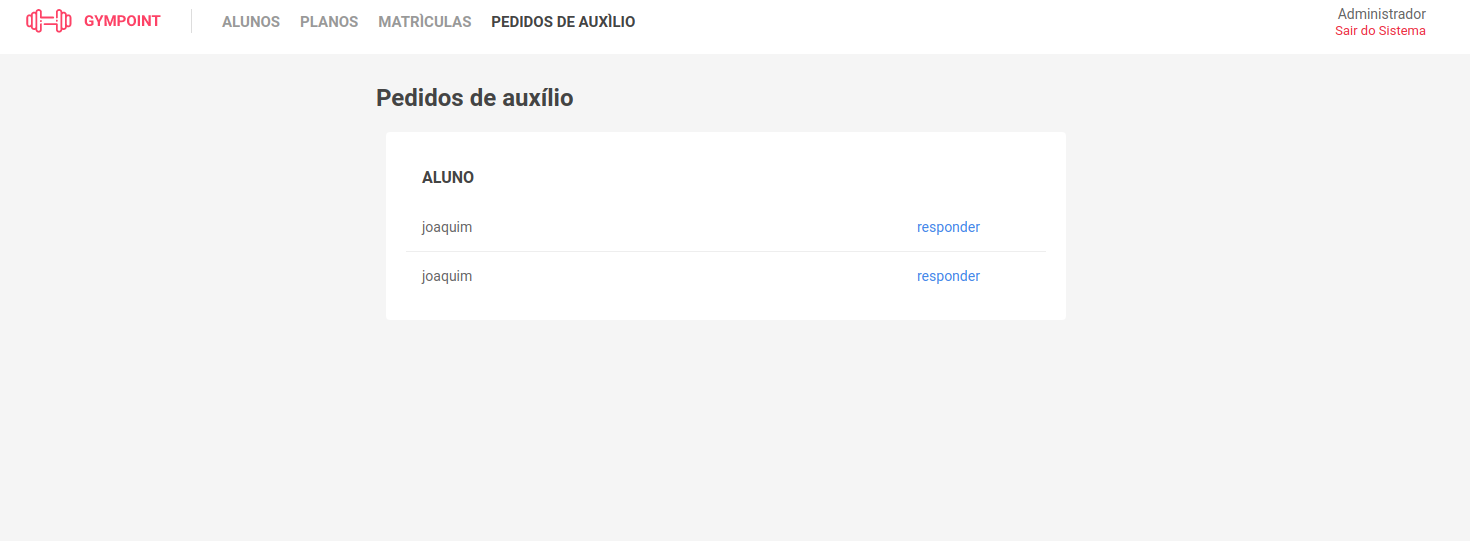 GYMPOINT ALUNOS PLANOS MATRÌCULAS PEDIDOS DE AUXÌLIO Administrador
Sair do Sistema
Pedidos de auxílio
ALUNO
joaquim responder
joaquim responder